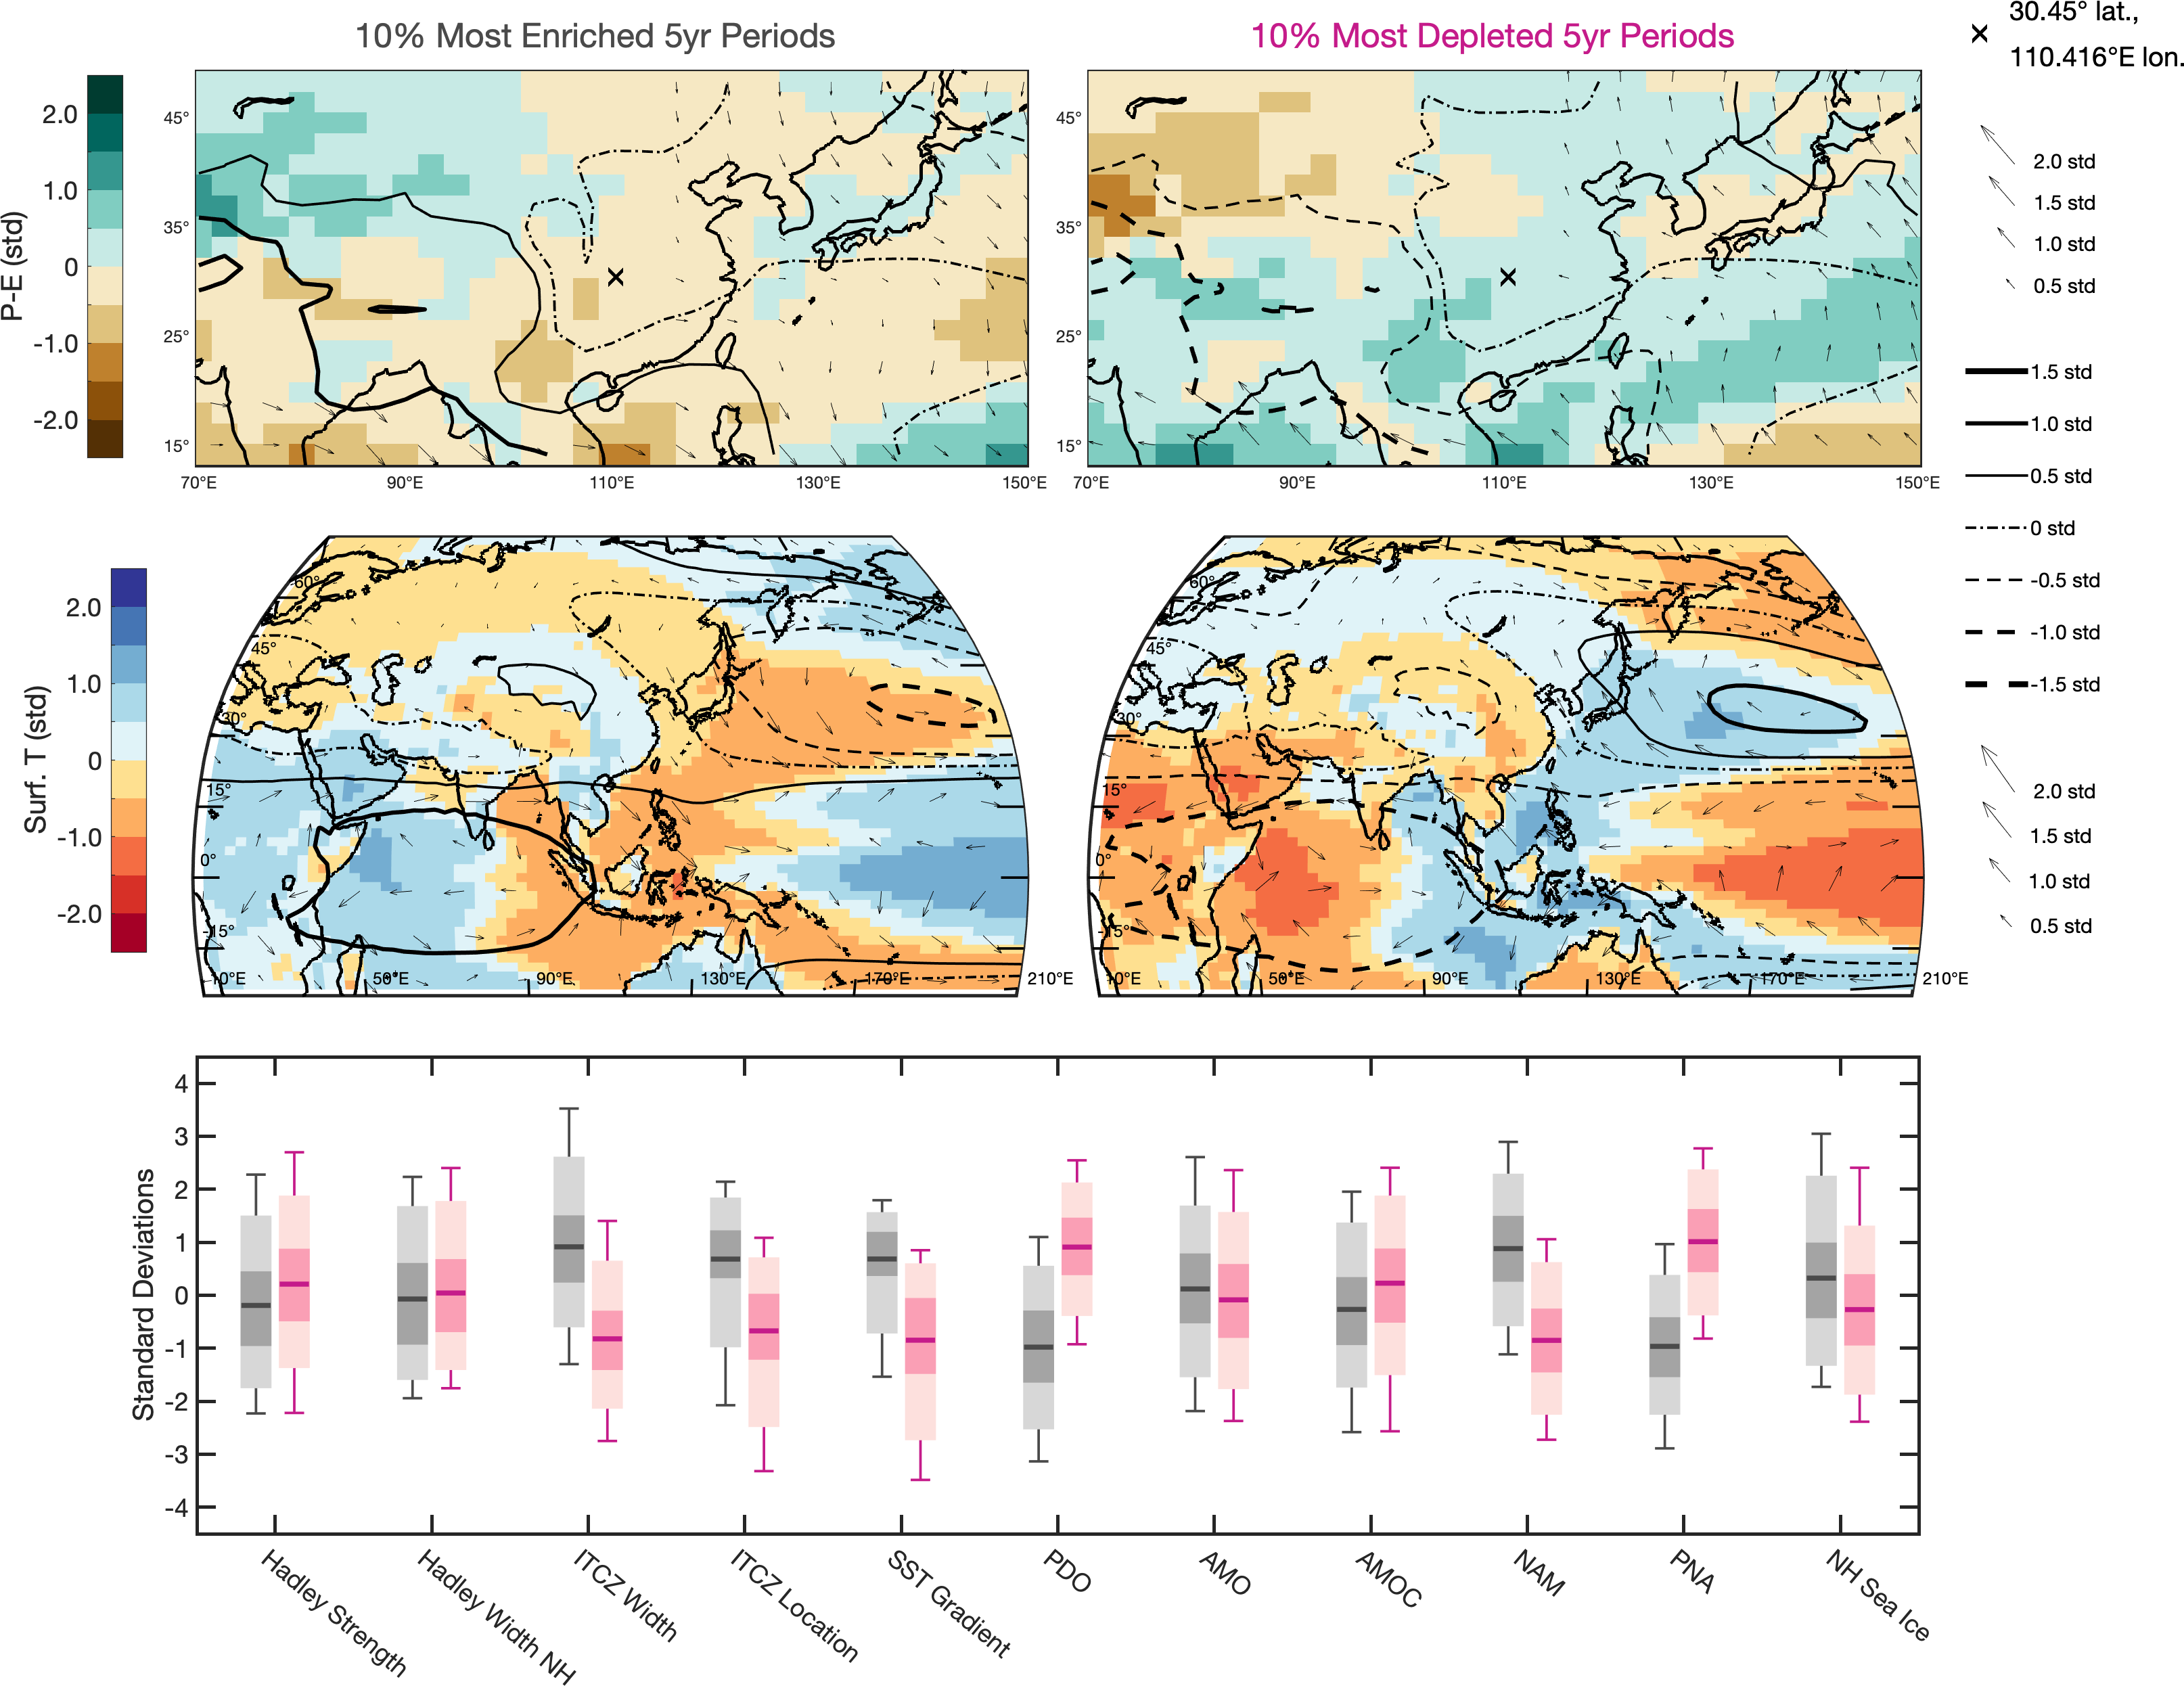 10% Most Enriched 5yr Periods
10% Most Depleted 5yr Periods
× 30.45° lat.,
110.416°E lon.
P-E (std)
2.0
1.0
0
-1.0
-2.0
45°
35°
25°
15°
70°E
90°E
110°E
130°E
150°E
45°
35°
25°
15°
70°E
90°E
110°E
130°E
150°E
2.0 std
1.5 std
1.0 std
0.5 std
1.5 std
1.0 std
0.5 std
0 std
-0.5 std
-1.0 std
-1.5 std
Surf. T (std)
2.0
1.0
0
-1.0
-2.0
60°
45°
30°
15°
0°
-15°
10°E
50°E
90°E
130°E
170°E
210°E
60°
45°
30°
15°
0°
-15°
10°E
50°E
90°E
130°E
170°E
210°E
2.0 std
1.5 std
1.0 std
0.5 std
Standard Deviations
4
3
2
1
0
-1
-2
-3
-4
Hadley Strength
Hadley Width NH
ITCZ Width
ITCZ Location
SST Gradient
PDO
AMO
AMOC
NAM
PNA
NH Sea Ice